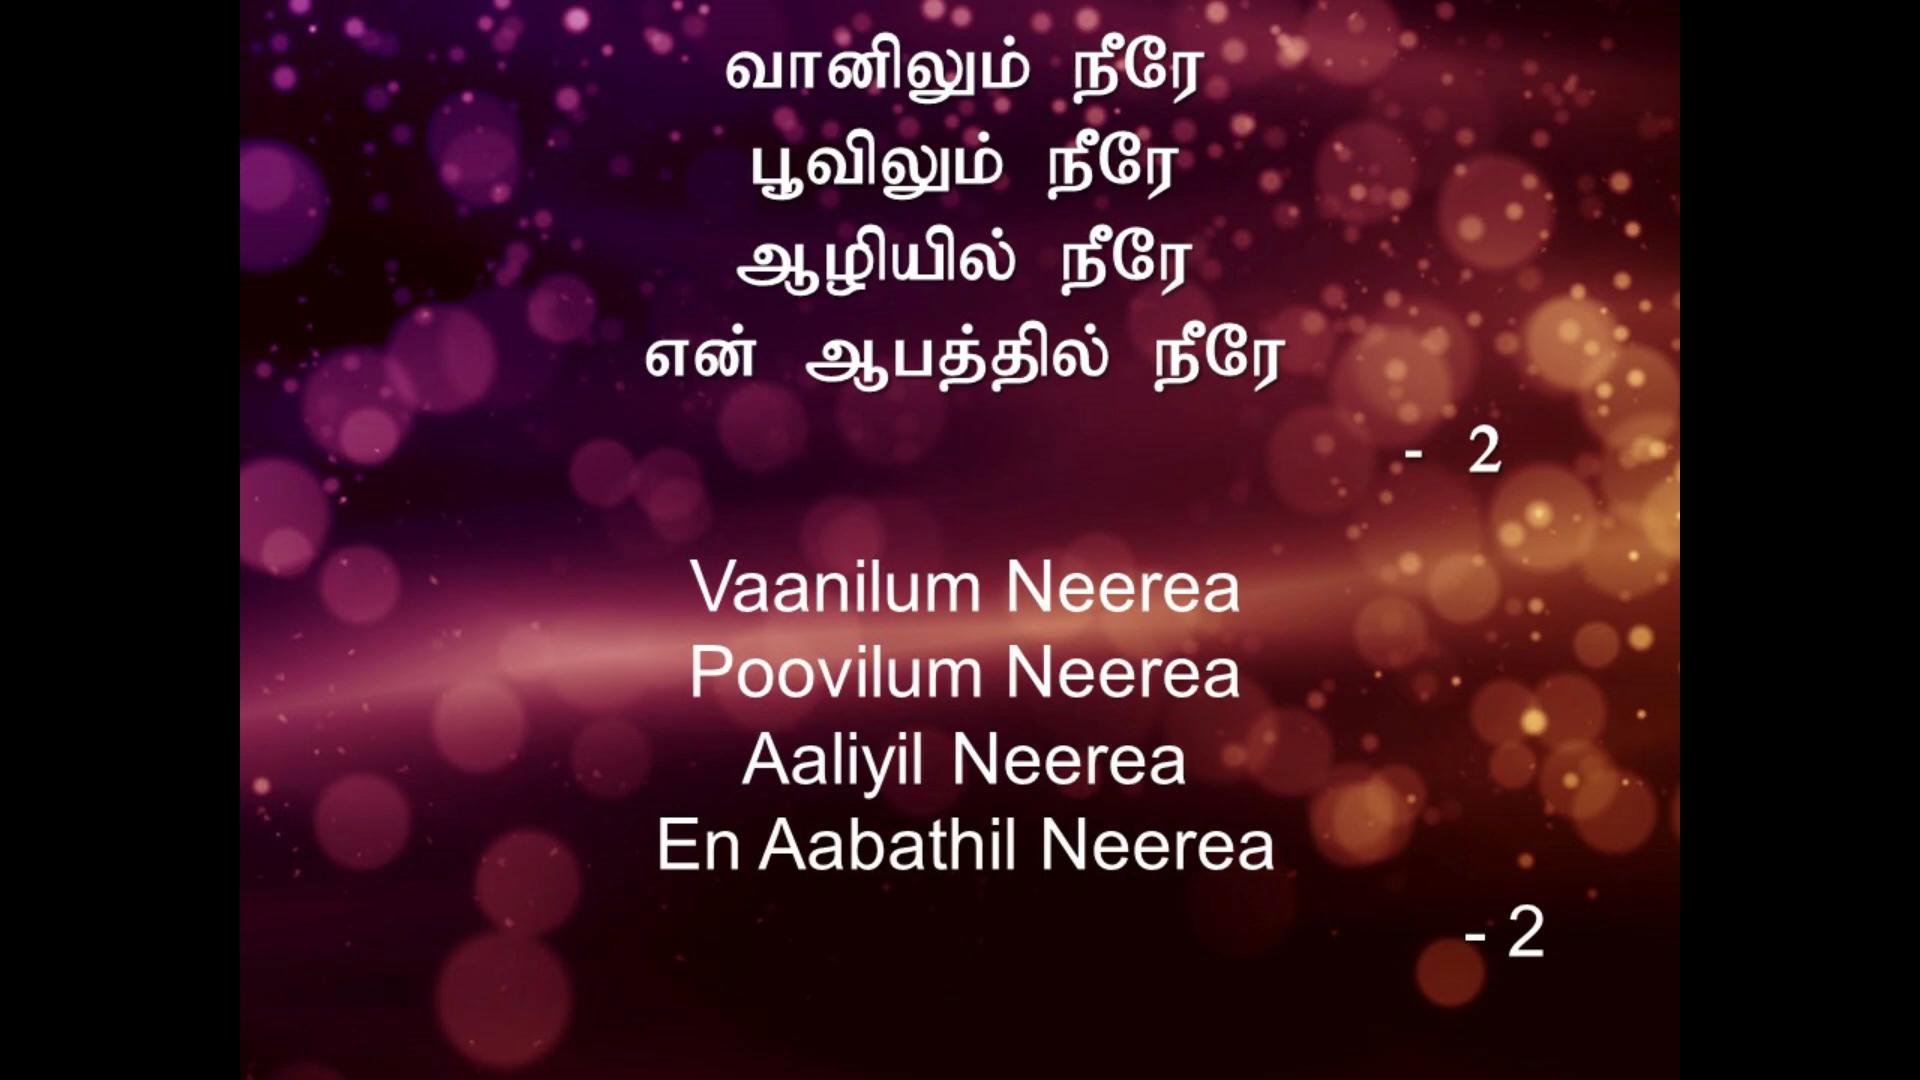 வானிலும் நீரே
பூவிலும் நீரே
ஆழியில் நீரே
என் ஆபத்தில் நீரே
- 2
Vaanilum Neerea
Poovilum Neerea
Aaliyil Neerea
En Aabathil Neerea
- 2